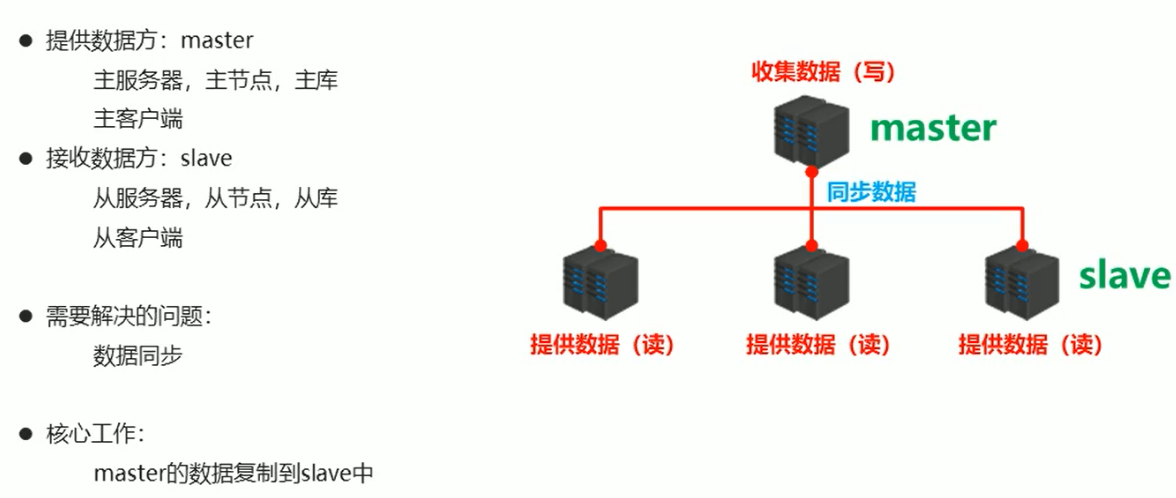 ● 提供数据方：master
主服务器，主节点，主库
主客户端
● 接收数据方：slave
从服务器，从节点，从库
从客户端
● 需要解决的问题：
数据同步
● 核心工作：
master的数据复制到slave中
收集数据（写）
master
同步数据
slave
提供数据（读）
提供数据（读）
提供数据（读）